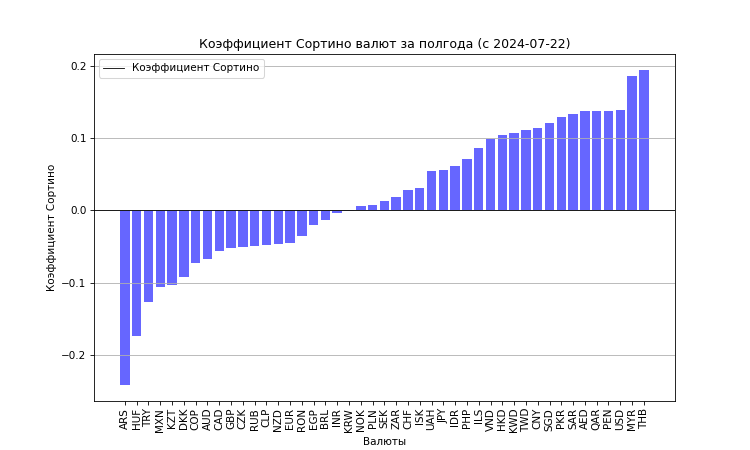 Коэффициент Сортино валют за полгода (с 2024-07-22)
Коэффициент Сортино
0.2
0.1
0.0
−0.1
−0.2
Коэффициент Сортино
ARS HUF TRY MXN KZT DKK COP AUD CAD GBP CZK RUB CLP NZD EUR RON EGP BRL INR KRW NOK PLN SEK ZAR CHF ISK UAH JPY IDR PHP ILS VND HKD KWD TWD CNY SGD PKR SAR AED QAR PEN USD MYR THB
Валюты